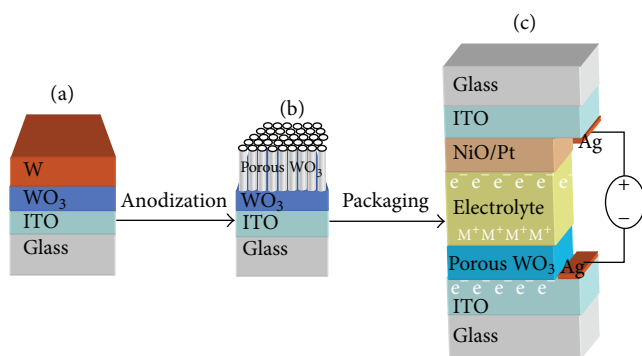 (a)
W
WO₃
ITO
Glass
Anodization
(b)
Porous WO₃
WO₃
ITO
Glass
Packaging
(c)
Glass
ITO
Ag
NiO/Pt
e⁻ e⁻ e⁻ e⁻ e⁻ e⁻
Electrolyte
M⁺M⁺M⁺M⁺
Porous WO₃
Ag
e⁻ e⁻ e⁻ e⁻ e⁻
ITO
Glass
+
−